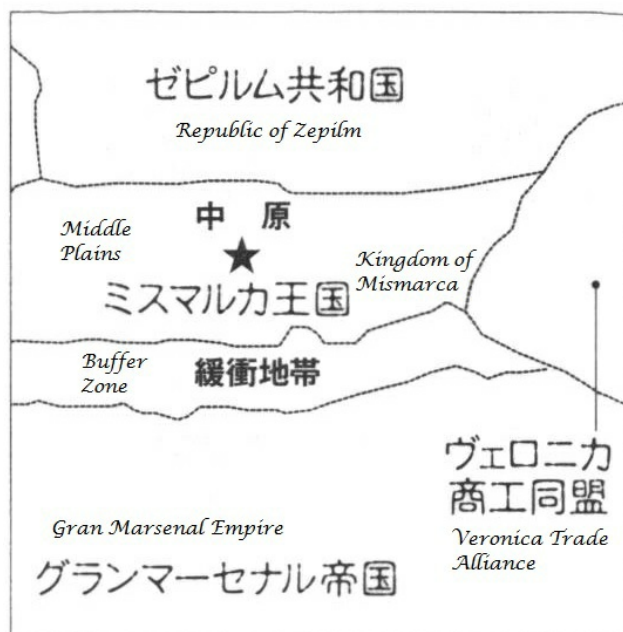 ゼピルム共和国
Republic of Zepilm
中原
Middle
Plains
Kingdom of
Mismarca
ミスマルカ王国
Buffer
Zone
緩衝地帯
ヴェロニカ
商工同盟
Veronica Trade
Alliance
Gran Marsenal Empire
グランマーセナル帝国